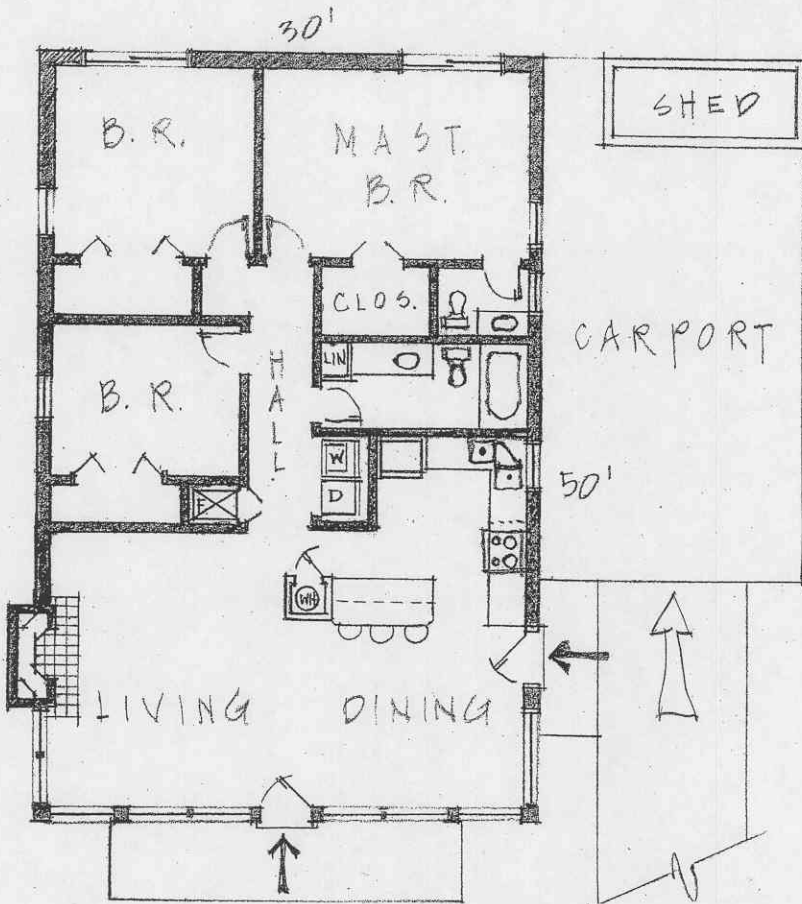 30'
SHED
B. R.
MAST.
B. R.
CLOS.
CARPORT
LIN
B. R.
HALL
W
D
F
50'
WH
LIVING
DINING
N